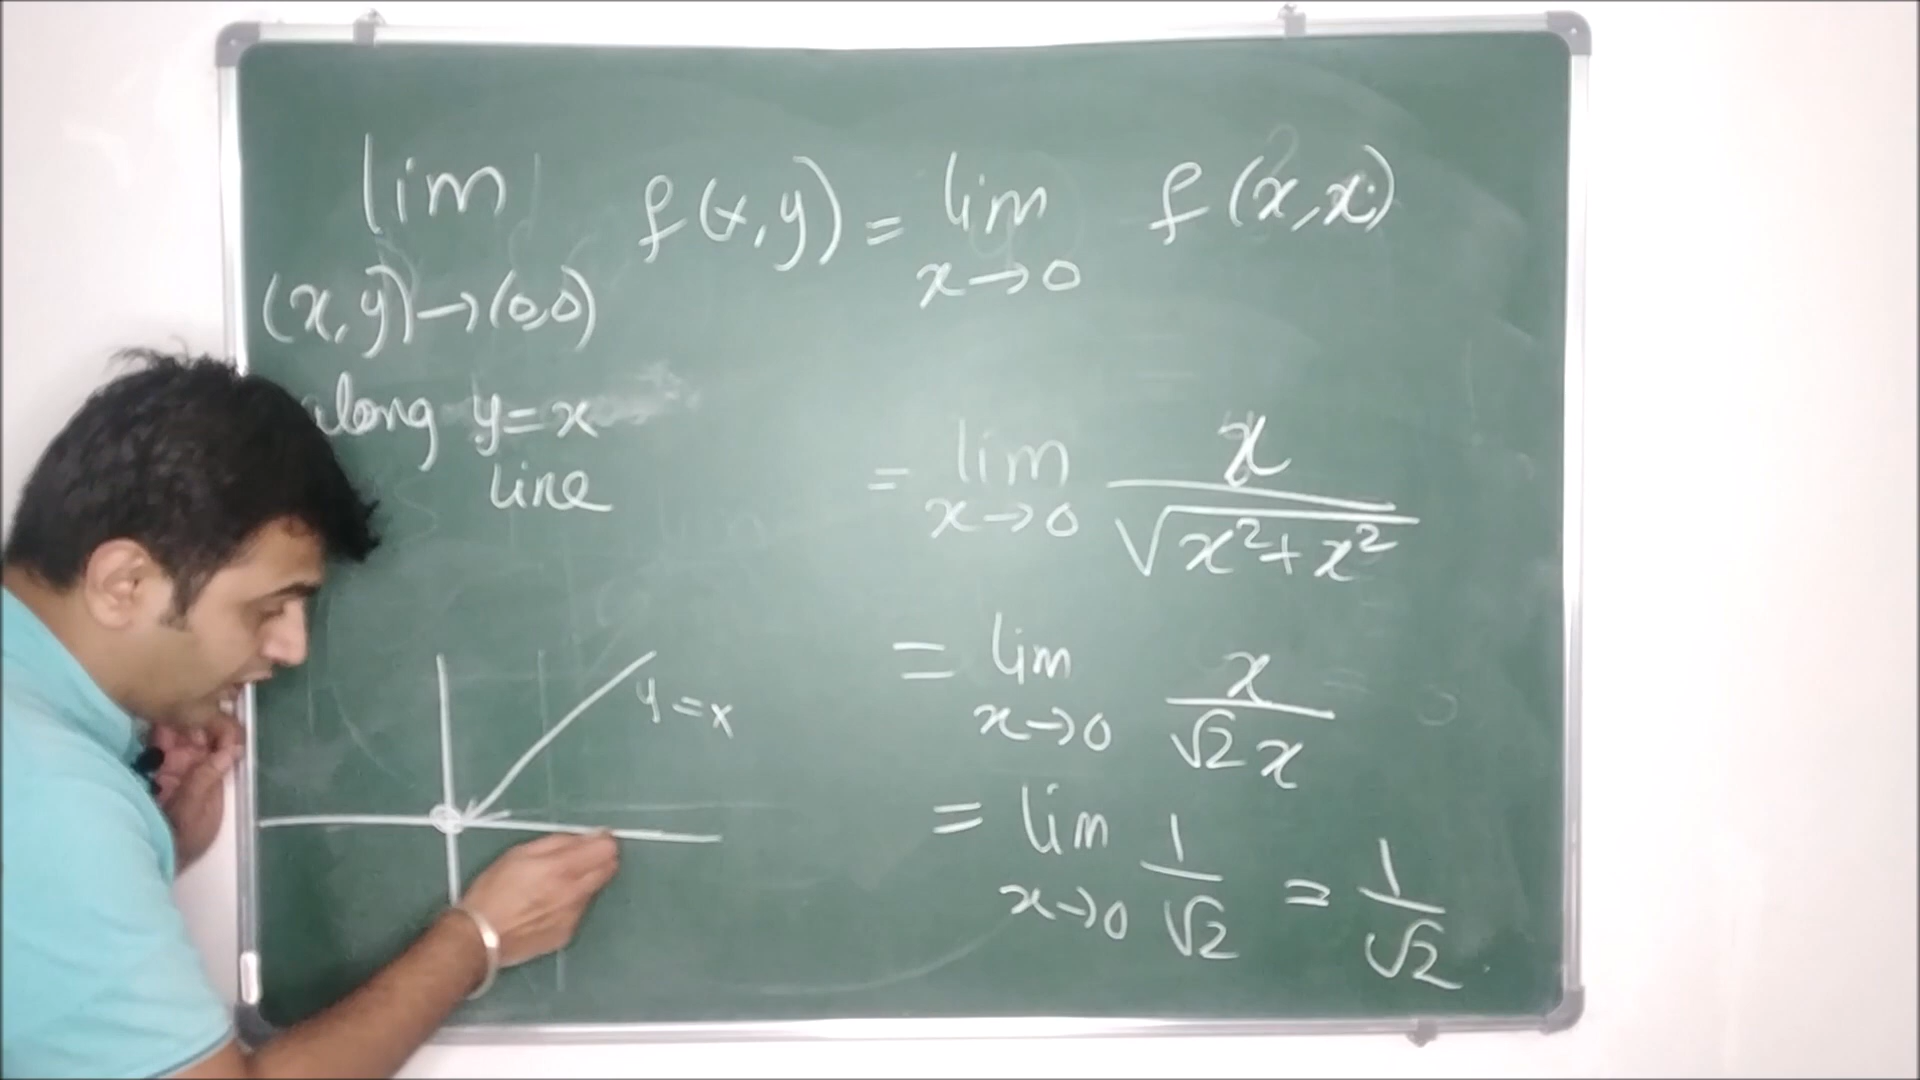 lim f(x,y) = lim f(x,x)
(x,y)→(0,0) x→0
along y=x
line
= lim x
x→0 √x²+x²
= lim x
x→0 √2 x
y=x
= lim 1 = 1
x→0 √2 √2